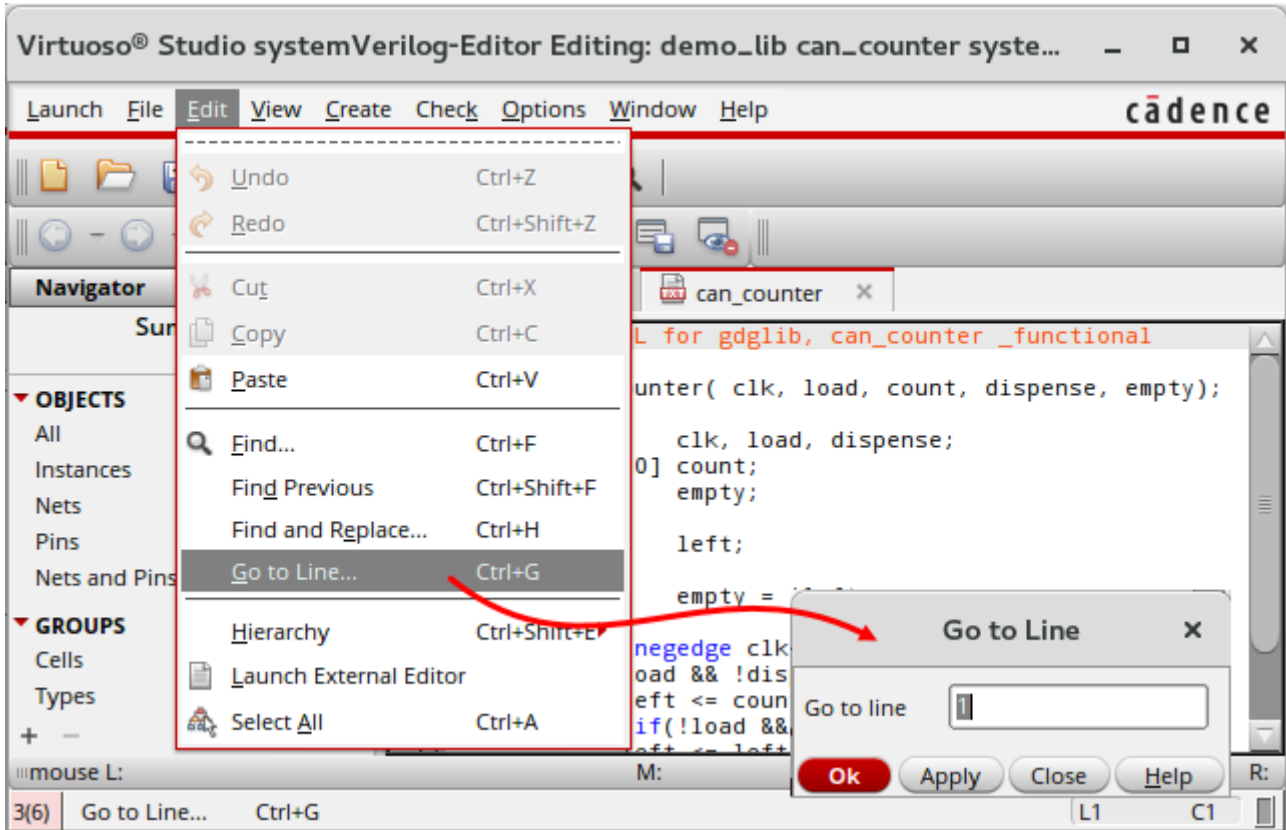 Virtuoso® Studio systemVerilog-Editor Editing: demo_lib can_counter syste...
Launch File Edit View Create Check Options Window Help
cādence
Undo Ctrl+Z
Redo Ctrl+Shift+Z
Navigator
Cut Ctrl+X
can_counter
Sur
Copy Ctrl+C
L for gdglib, can_counter _functional
Paste Ctrl+V
unter( clk, load, count, dispense, empty);
OBJECTS
All
Find... Ctrl+F
clk, load, dispense;
Instances
0] count;
Find Previous Ctrl+Shift+F
empty;
Nets
Find and Replace... Ctrl+H
Pins
left;
Nets and Pins
Go to Line... Ctrl+G
empty =
GROUPS
Hierarchy Ctrl+Shift+E
Go to Line
negedge clk
Cells
Launch External Editor
oad && !dis
Types
eft <= coun
Go to line 1
Select All Ctrl+A
if(!load &&
eft <= left
mouse L: M: R:
Ok Apply Close Help
3(6) Go to Line... Ctrl+G L1 C1